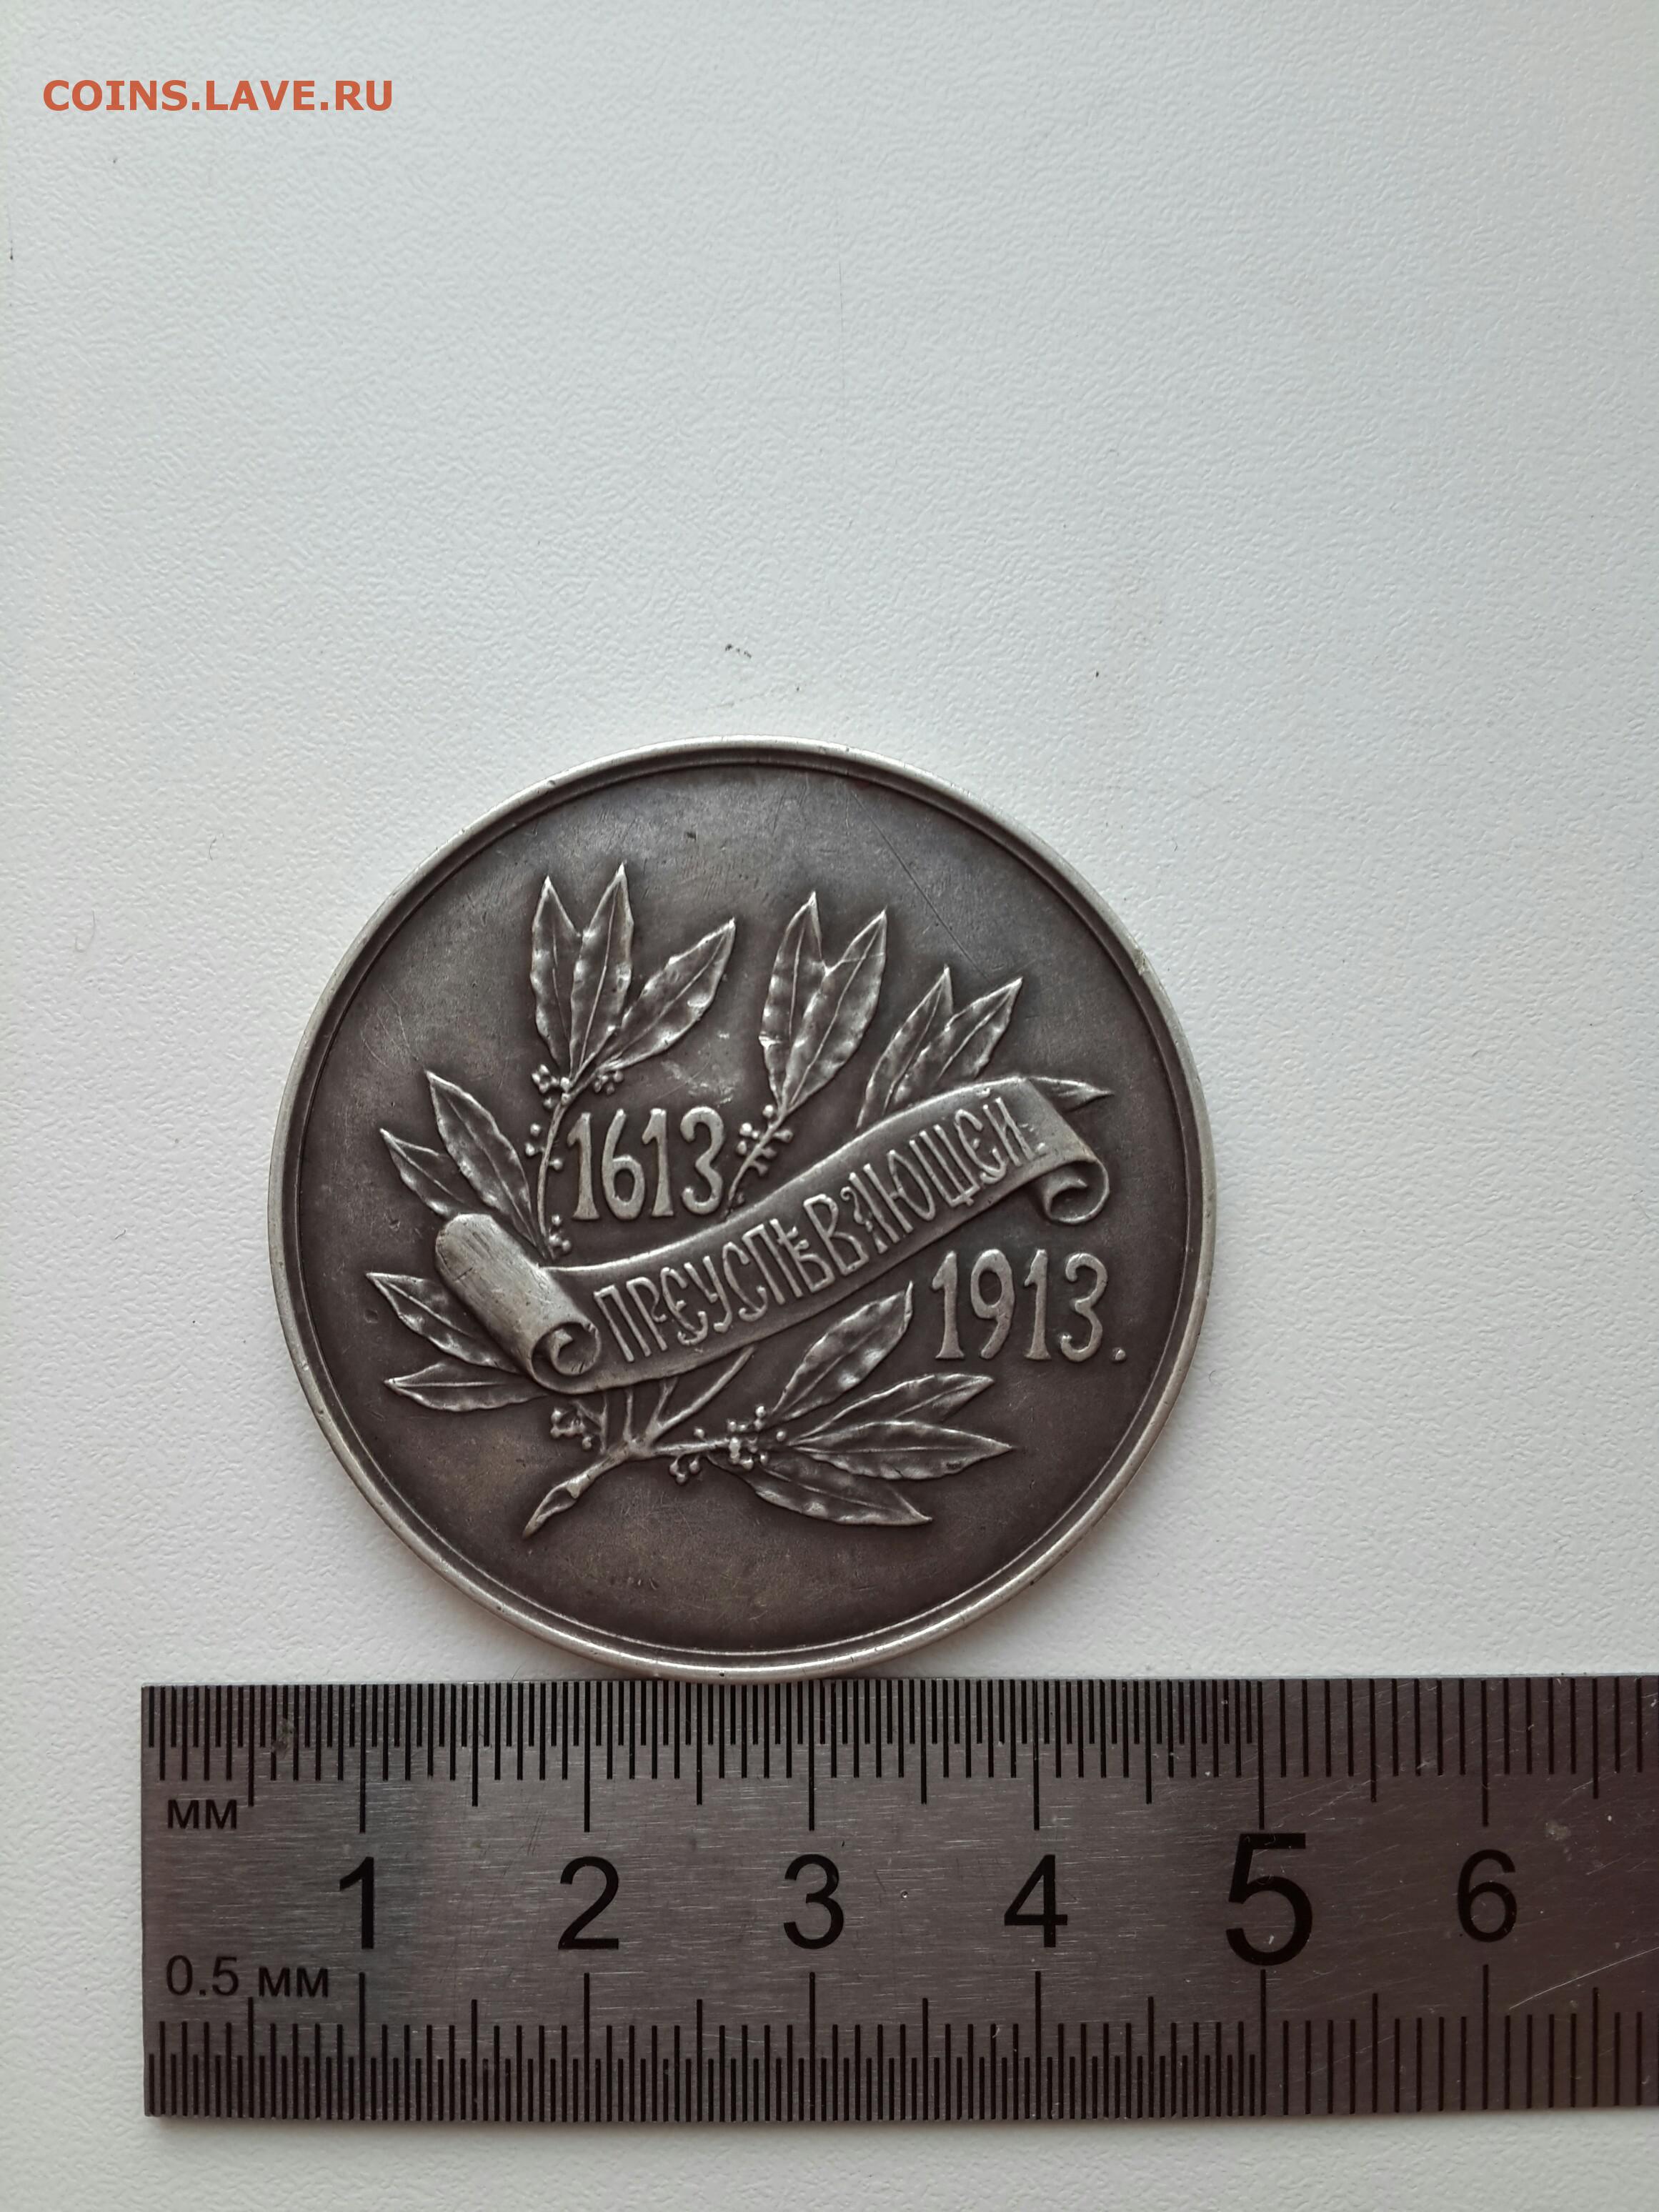 COINS.LAVE.RU
1613
ПРЕУСПѢВАЮЩЕЙ.
1913.
мм
1 2 3 4 5 6
0.5 мм